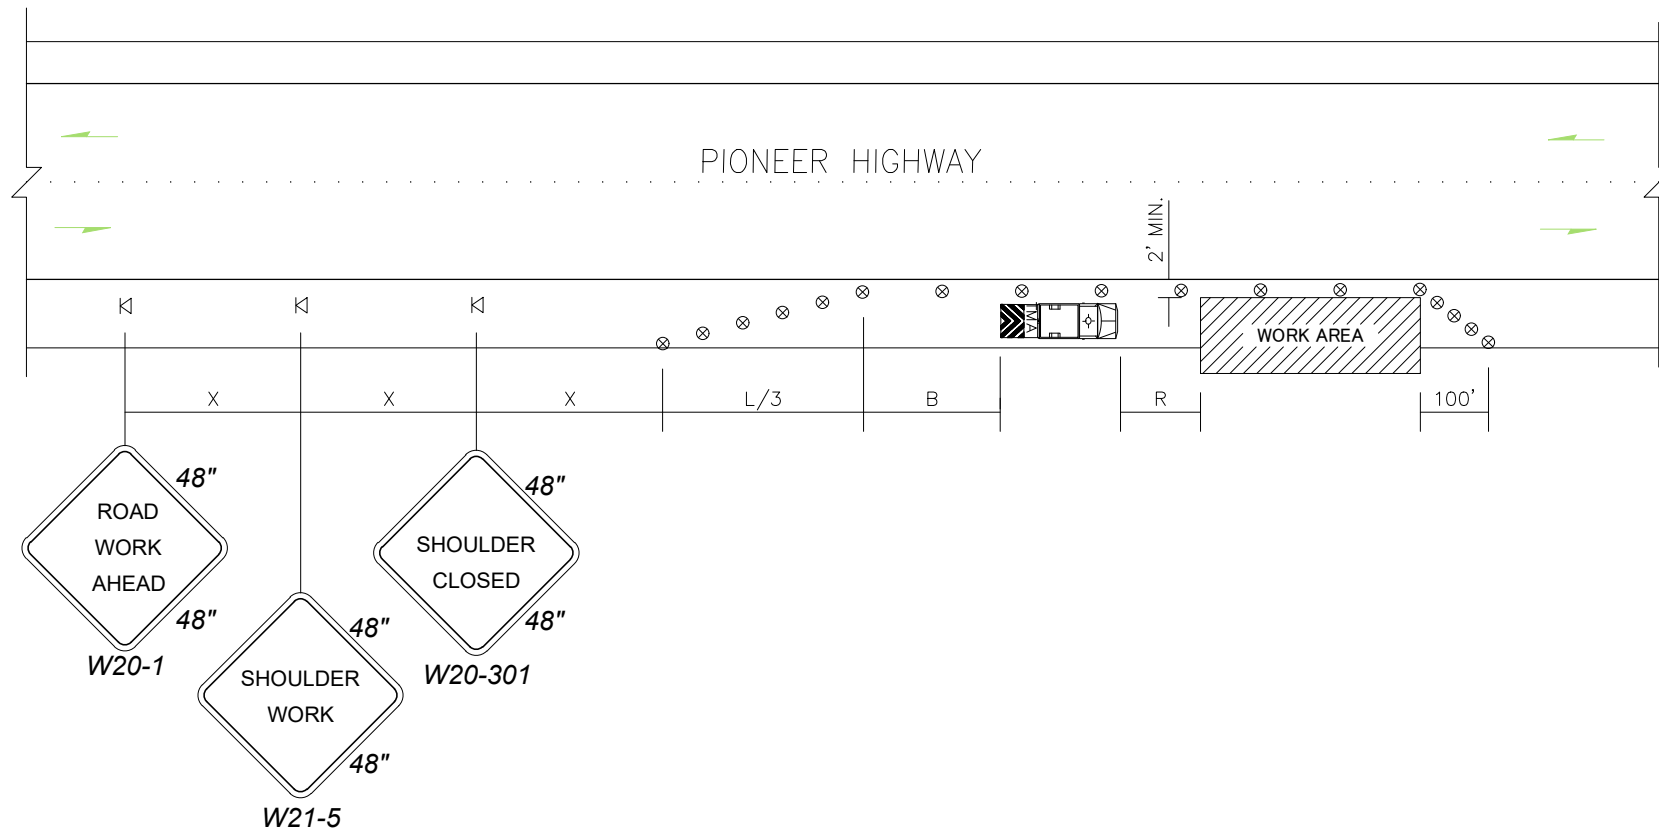 PIONEER HIGHWAY
2' MIN.
TMA
WORK AREA
X
X
X
L/3
B
R
100'
ROAD
WORK
AHEAD
48"
48"
W20-1
SHOULDER
WORK
48"
48"
W21-5
SHOULDER
CLOSED
48"
48"
W20-301